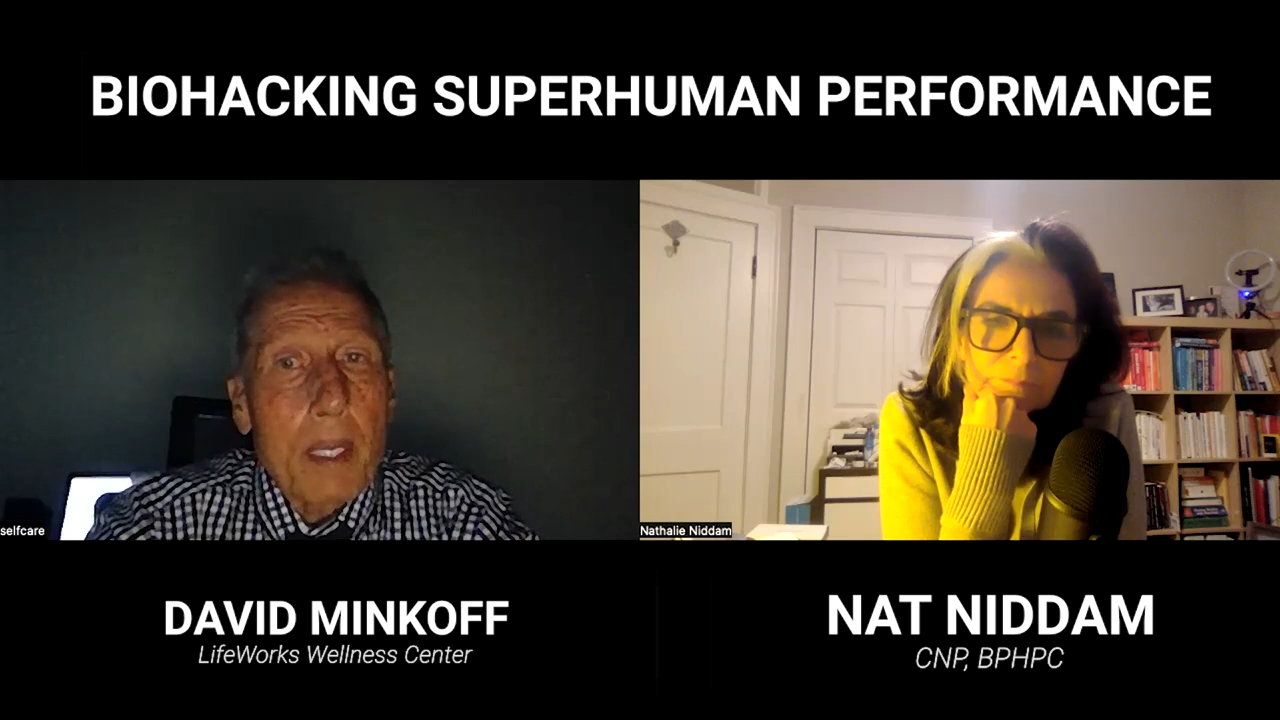 BIOHACKING SUPERHUMAN PERFORMANCE
selfcare
Nathalie Niddam
DAVID MINKOFF
LifeWorks Wellness Center
NAT NIDDAM
CNP, BPHPC